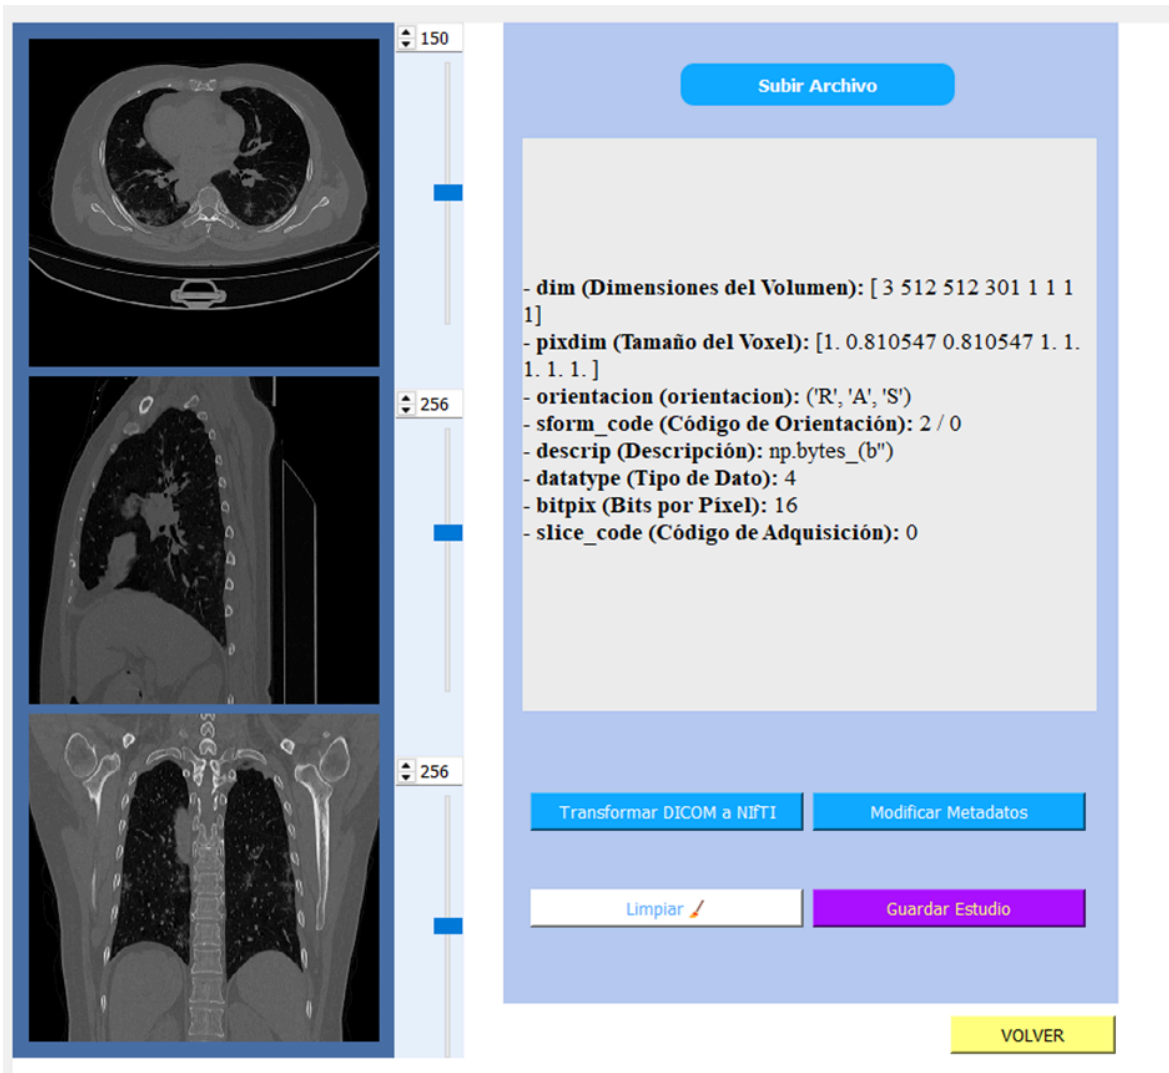 150
256
256
Subir Archivo
- dim (Dimensiones del Volumen): [ 3 512 512 301 1 1 1
1]
- pixdim (Tamaño del Voxel): [1. 0.810547 0.810547 1. 1.
1. 1. 1. ]
- orientacion (orientacion): ('R', 'A', 'S')
- sform_code (Código de Orientación): 2 / 0
- descrip (Descripción): np.bytes_(b'')
- datatype (Tipo de Dato): 4
- bitpix (Bits por Píxel): 16
- slice_code (Código de Adquisición): 0
Transformar DICOM a NIfTI
Modificar Metadatos
Limpiar
Guardar Estudio
VOLVER